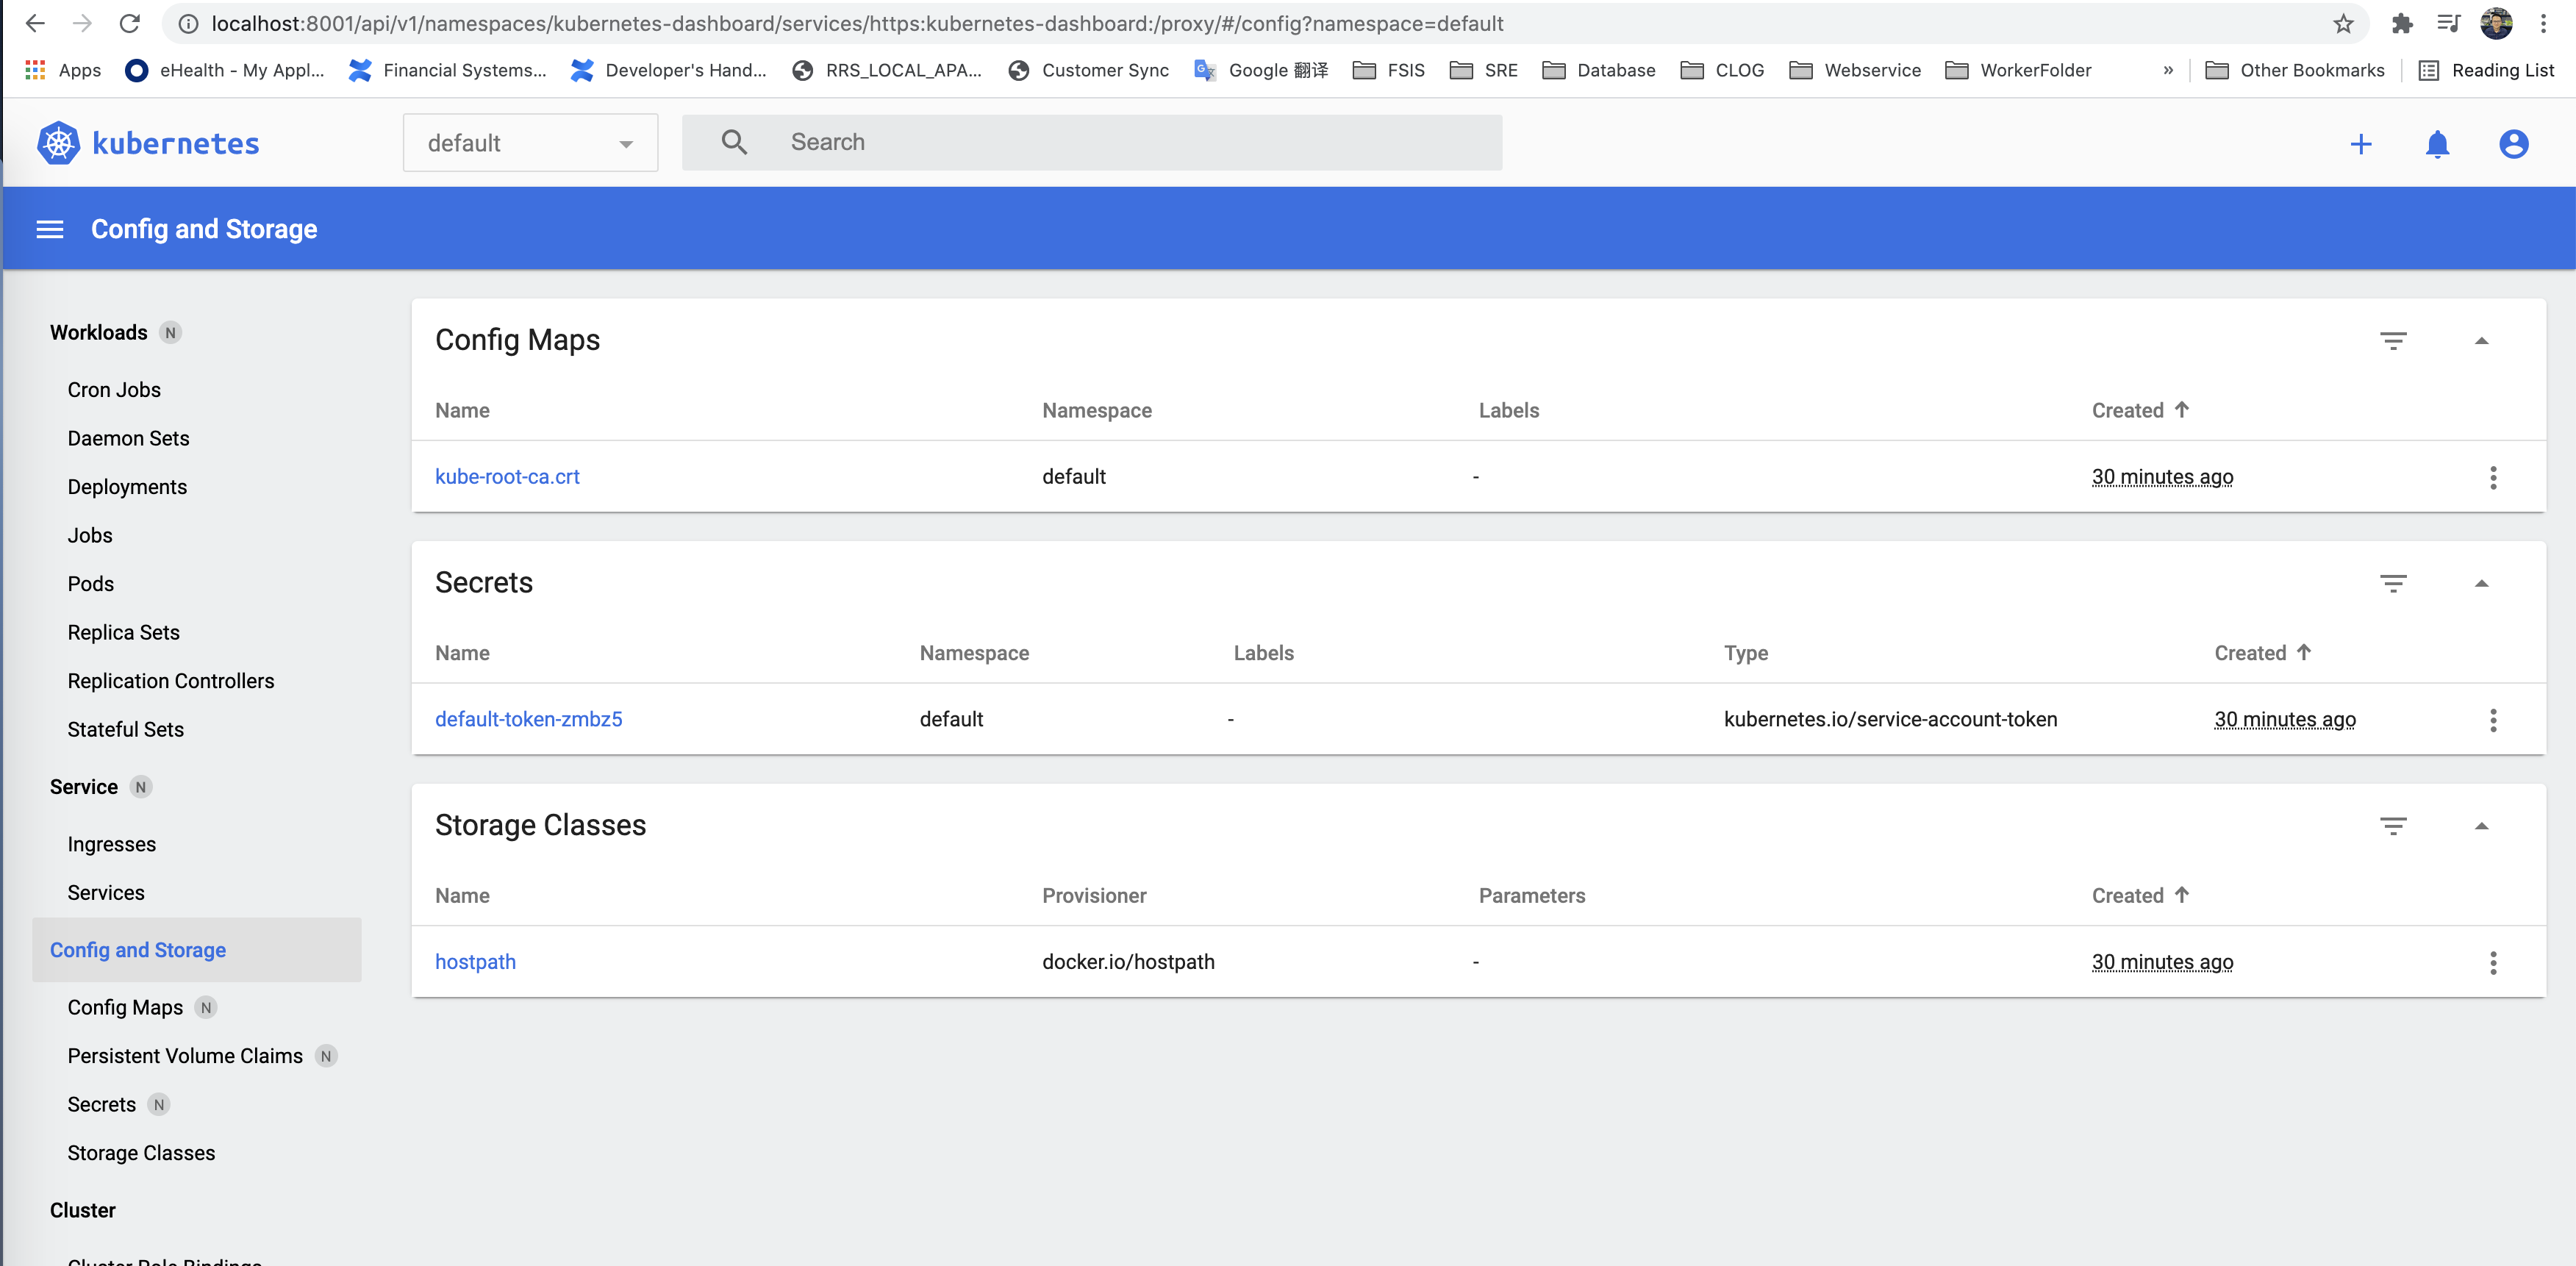 localhost:8001/api/v1/namespaces/kubernetes-dashboard/services/https:kubernetes-dashboard:/proxy/#/config?namespace=default
Apps eHealth - My Appl... Financial Systems... Developer's Hand... RRS_LOCAL_APA... Customer Sync Google 翻译 FSIS SRE Database CLOG Webservice WorkerFolder » Other Bookmarks Reading List
kubernetes default Search
Config and Storage
Workloads N
Cron Jobs
Daemon Sets
Deployments
Jobs
Pods
Replica Sets
Replication Controllers
Stateful Sets
Service N
Ingresses
Services
Config and Storage
Config Maps N
Persistent Volume Claims N
Secrets N
Storage Classes
Cluster
Cluster Role Bindings
Config Maps
Name Namespace Labels Created ↑
kube-root-ca.crt default - 30 minutes ago
Secrets
Name Namespace Labels Type Created ↑
default-token-zmbz5 default - kubernetes.io/service-account-token 30 minutes ago
Storage Classes
Name Provisioner Parameters Created ↑
hostpath docker.io/hostpath - 30 minutes ago